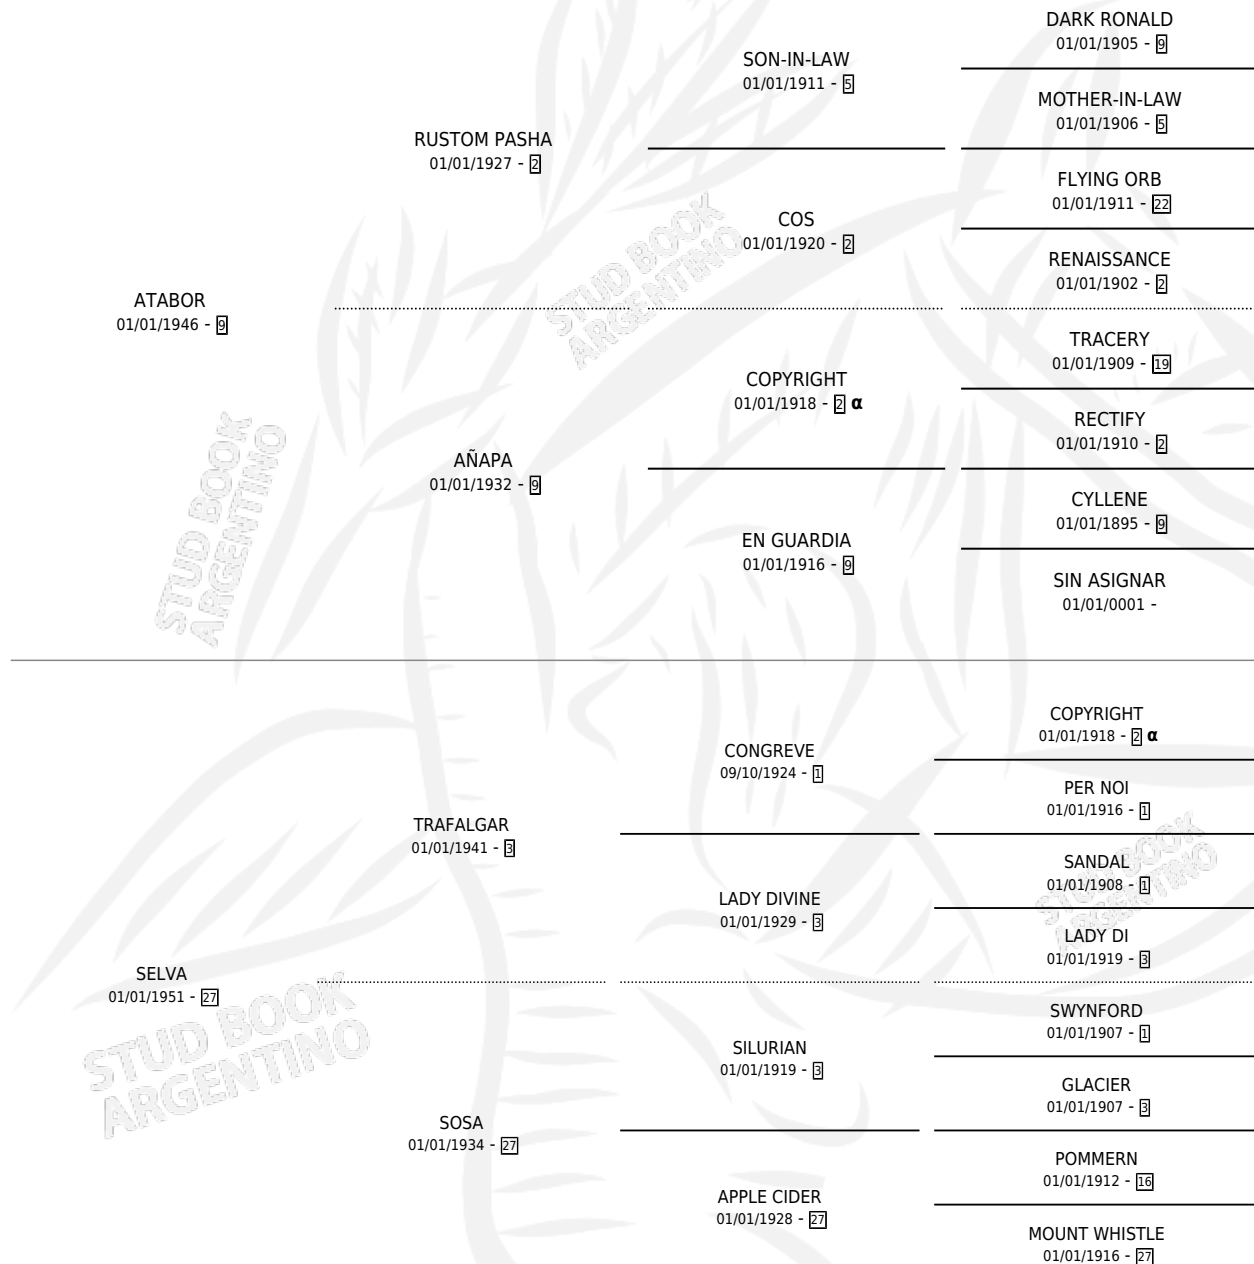 DARK RONALD
01/01/1905 - 9
SON-IN-LAW
01/01/1911 - 5
MOTHER-IN-LAW
01/01/1906 - 5
RUSTOM PASHA
01/01/1927 - 2
FLYING ORB
01/01/1911 - 22
COS
01/01/1920 - 2
RENAISSANCE
01/01/1902 - 2
STUD BOOK
ARGENTINO
ATABOR
01/01/1946 - 9
TRACERY
01/01/1909 - 19
COPYRIGHT
01/01/1918 - 2 α
RECTIFY
01/01/1910 - 2
AÑAPA
01/01/1932 - 9
CYLLENE
01/01/1895 - 9
EN GUARDIA
01/01/1916 - 9
SIN ASIGNAR
01/01/0001 -
STUD BOOK
ARGENTINO
COPYRIGHT
01/01/1918 - 2 α
CONGREVE
09/10/1924 - 1
PER NOI
01/01/1916 - 1
TRAFALGAR
01/01/1941 - 3
SANDAL
01/01/1908 - 1
LADY DIVINE
01/01/1929 - 3
LADY DI
01/01/1919 - 3
STUD BOOK
ARGENTINO
SELVA
01/01/1951 - 27
SWYNFORD
01/01/1907 - 1
SILURIAN
01/01/1919 - 3
GLACIER
01/01/1907 - 3
STUD BOOK
ARGENTINO
SOSA
01/01/1934 - 27
POMMERN
01/01/1912 - 16
APPLE CIDER
01/01/1928 - 27
MOUNT WHISTLE
01/01/1916 - 27